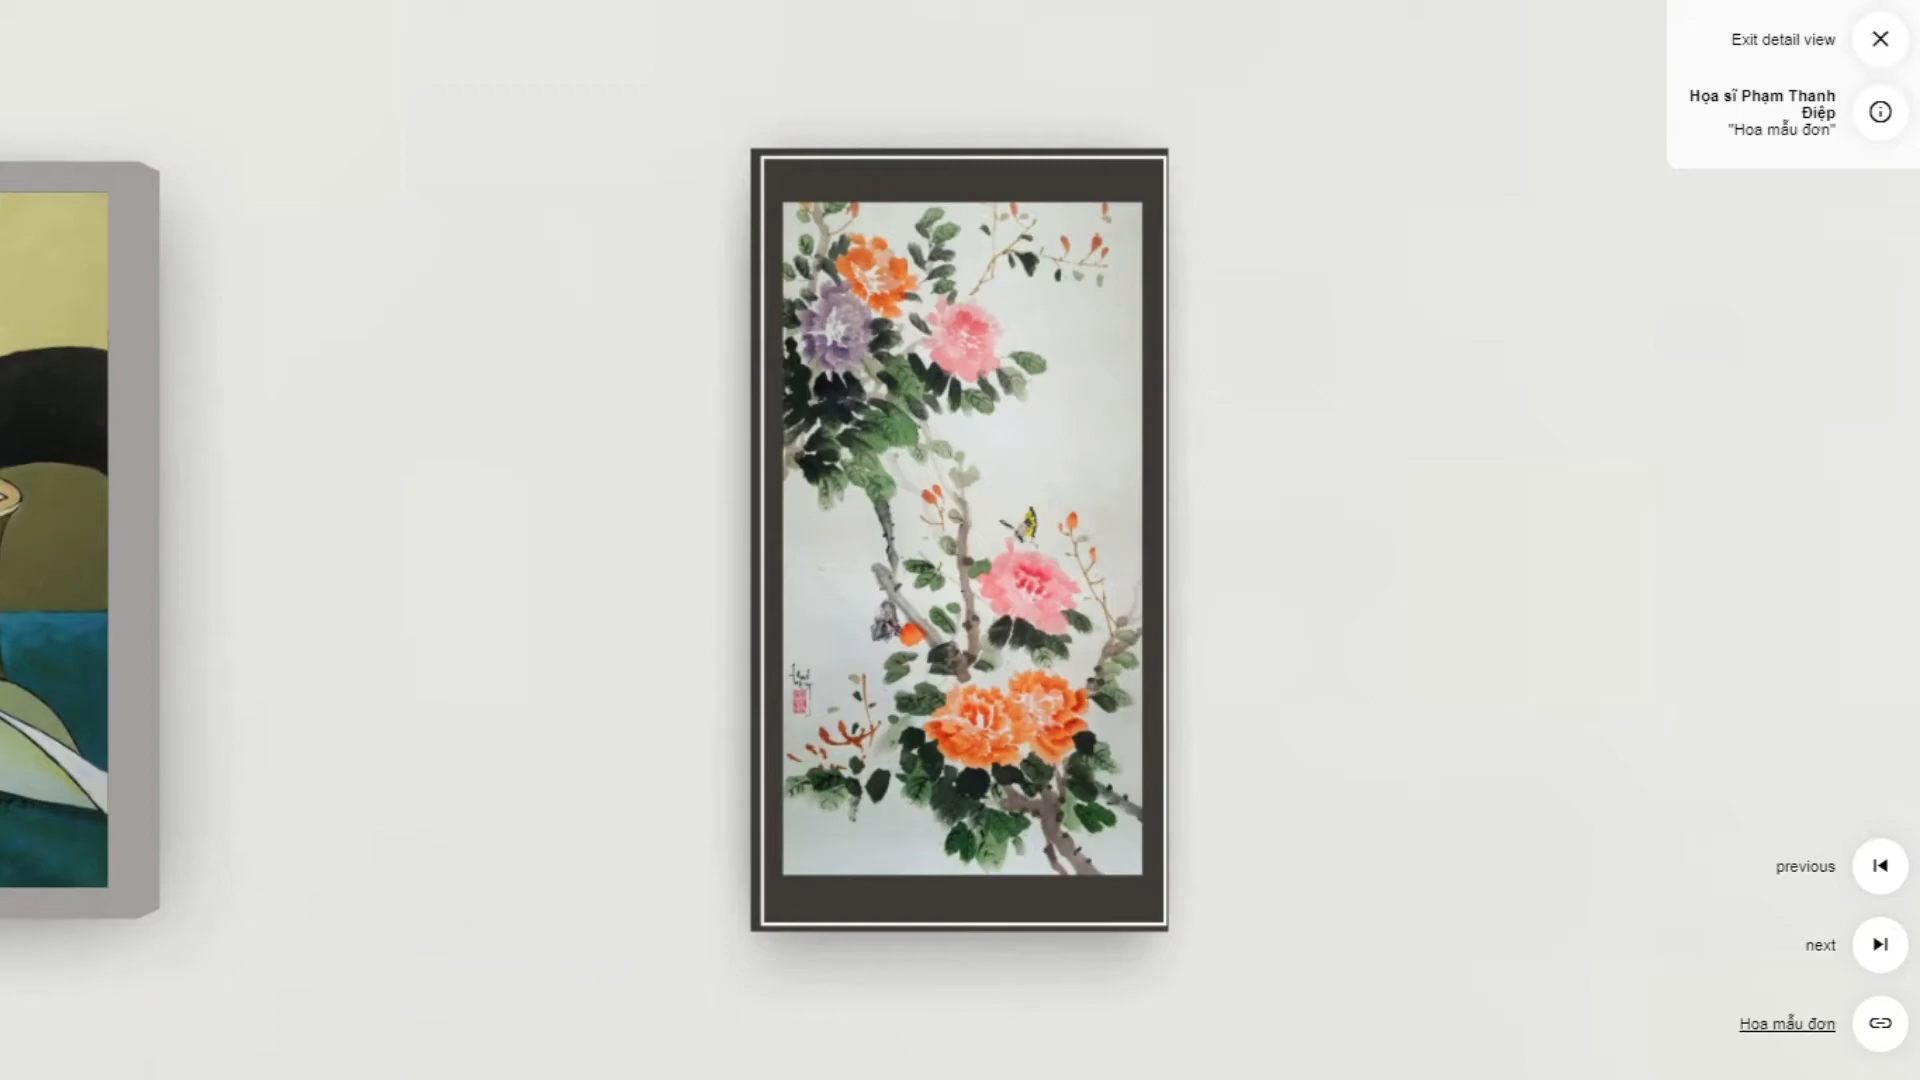 Exit detail view
Họa sĩ Phạm Thanh
Điệp
"Hoa mẫu đơn"
previous
next
Hoa mẫu đơn